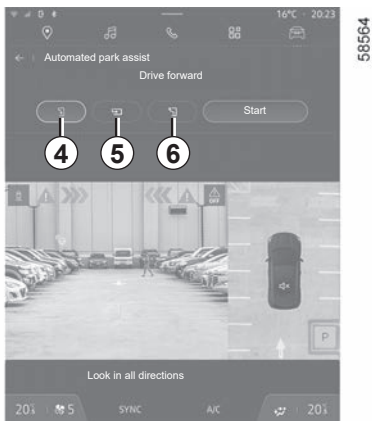 16°C · 20:23
Automated park assist
Drive forward
Start
4 5 6
OFF
P
Look in all directions
20 5 SYNC A/C 20
58564